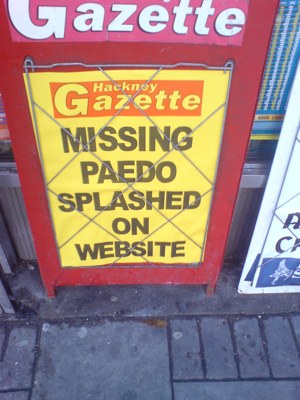 Gazette
Hackney
Gazette
MISSING
PAEDO
SPLASHED
ON
WEBSITE